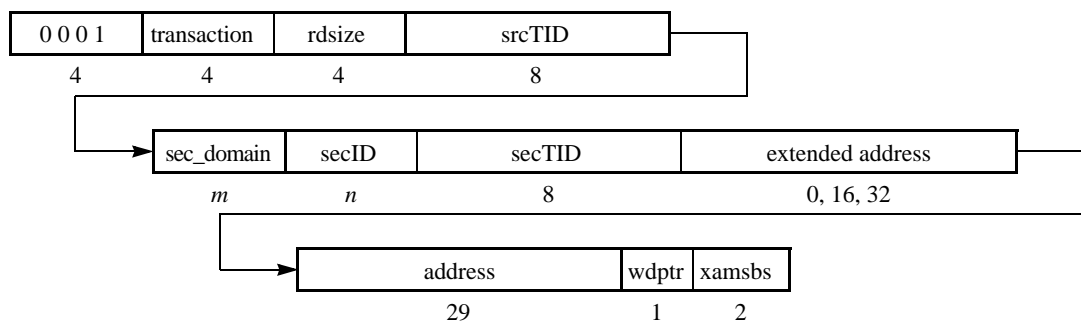 0 0 0 1 transaction rdsize srcTID
4 4 4 8
sec_domain secID secTID extended address
m n 8 0, 16, 32
address wdptr xamsbs
29 1 2